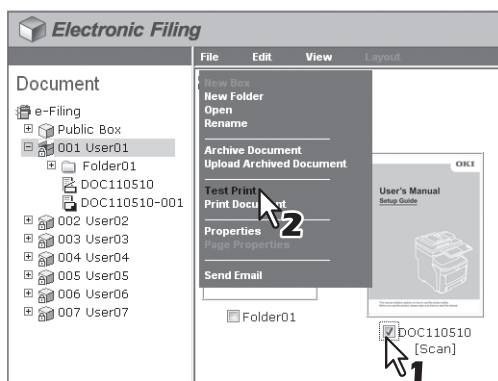 Electronic Filing
File Edit View Layout
Document
e-Filing
Public Box
001 User01
Folder01
DOC110510
DOC110510-001
002 User02
003 User03
004 User04
005 User05
006 User06
007 User07
New Box
New Folder
Open
Rename
Archive Document
Upload Archived Document
Test Print
Print Document
Properties
Page Properties
Send Email
2
Folder01
OKI
User's Manual
Setup Guide
DOC110510
[Scan]
1